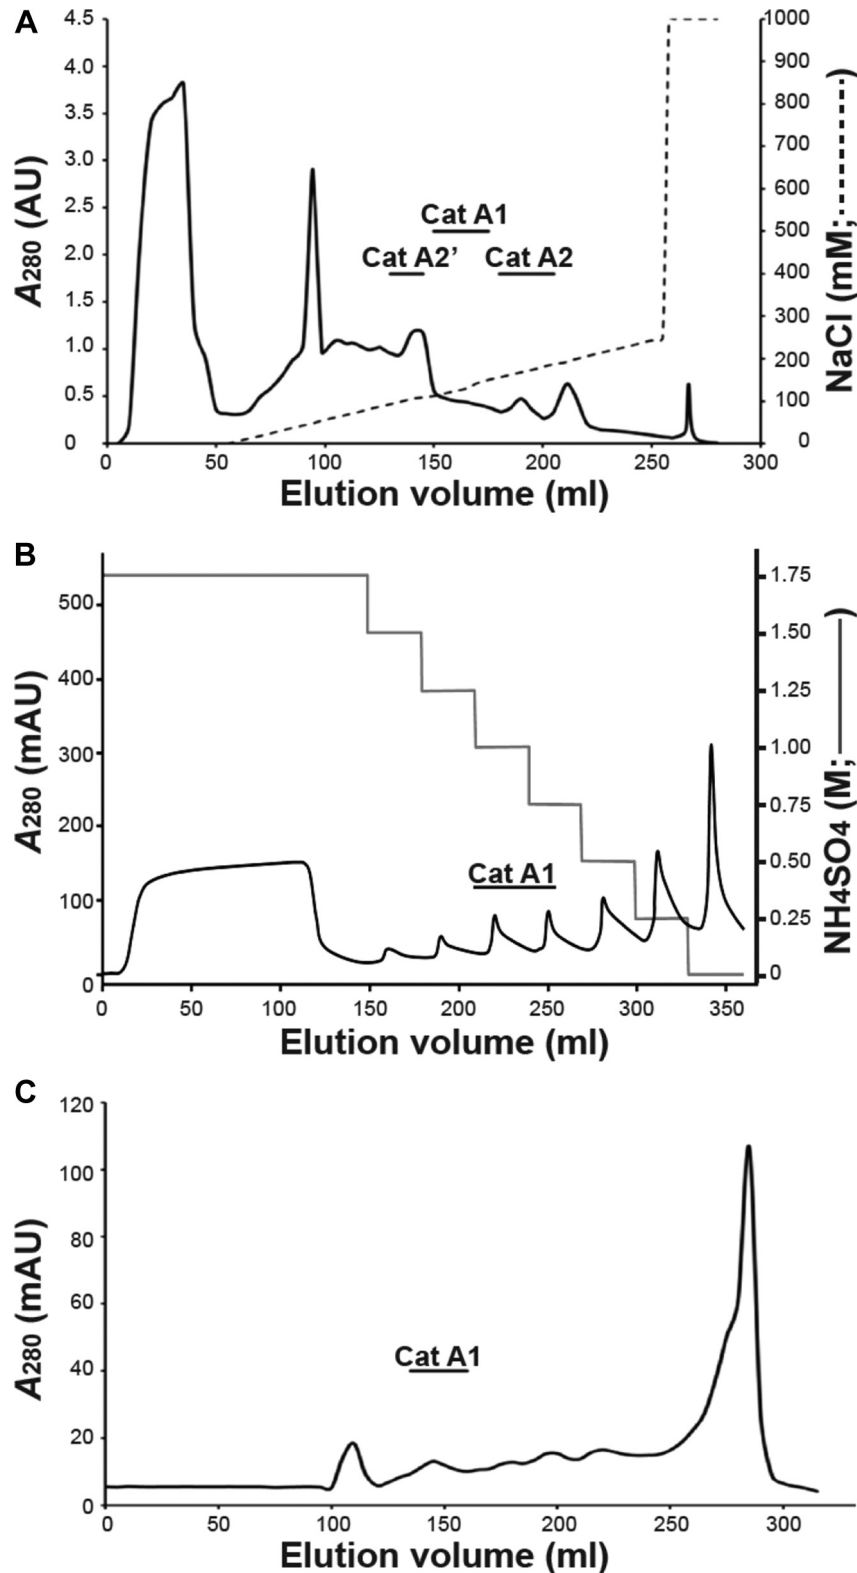 A
4.5
4.0
3.5
3.0
2.5
2.0
1.5
1.0
0.5
0
A280 (AU)
Cat A1
Cat A2’ Cat A2
1000
900
800
700
600
500
400
300
200
100
0
NaCl (mM; )
0 50 100 150 200 250 300
Elution volume (ml)
B
500
400
300
200
100
0
A280 (mAU)
Cat A1
1.75
1.50
1.25
1.00
0.75
0.50
0.25
0
NH4SO4 (M; )
0 50 100 150 200 250 300 350
Elution volume (ml)
C
120
100
80
60
40
20
0
A280 (mAU)
Cat A1
0 50 100 150 200 250 300
Elution volume (ml)